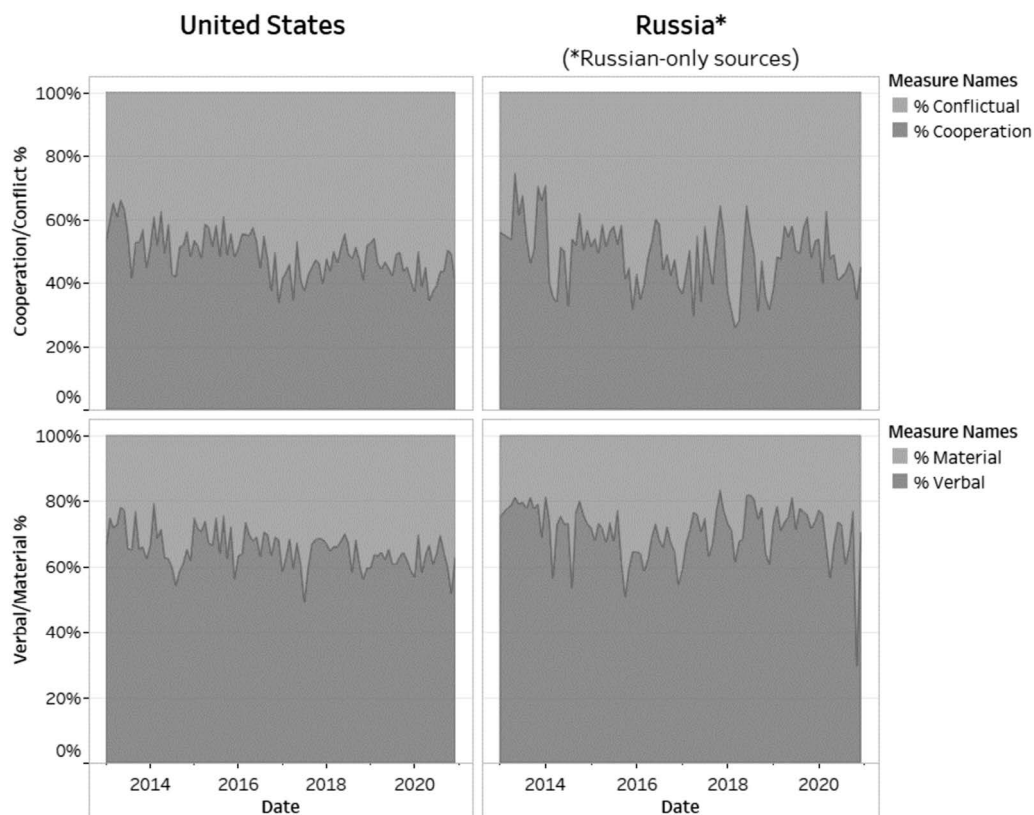 United States
Russia*
(*Russian-only sources)
Measure Names
% Conflictual
% Cooperation
Cooperation/Conflict %
100%
80%
60%
40%
20%
0%
Measure Names
% Material
% Verbal
Verbal/Material %
100%
80%
60%
40%
20%
0%
2014 2016 2018 2020
Date
2014 2016 2018 2020
Date